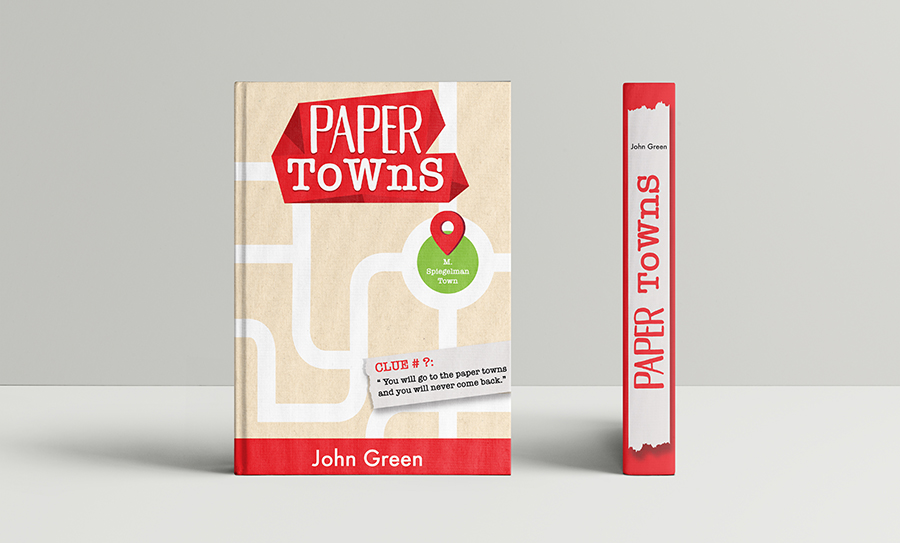 PAPER
ToWnS
M.
Spiegelman
Town
CLUE # ?:
“ You will go to the paper towns
and you will never come back.”
John Green
John Green
PAPER ToWnS